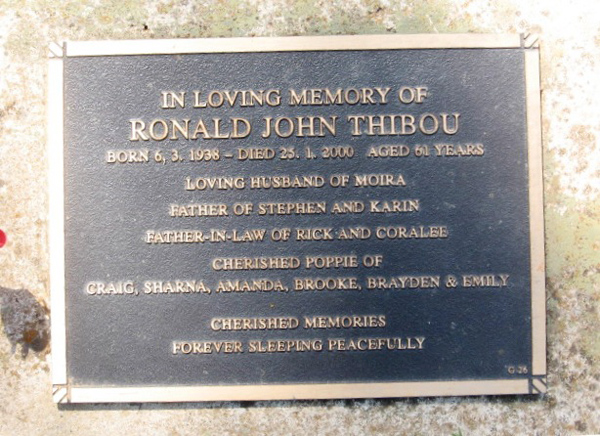 IN LOVING MEMORY OF
RONALD JOHN THIBOU
BORN 6, 3. 1938 – DIED 25. 1. 2000 AGED 61 YEARS
LOVING HUSBAND OF MOIRA
FATHER OF STEPHEN AND KARIN
FATHER-IN-LAW OF RICK AND CORALEE
CHERISHED POPPIE OF
CRAIG, SHARNA, AMANDA, BROOKE, BRAYDEN & EMILY
CHERISHED MEMORIES
FOREVER SLEEPING PEACEFULLY
G-26